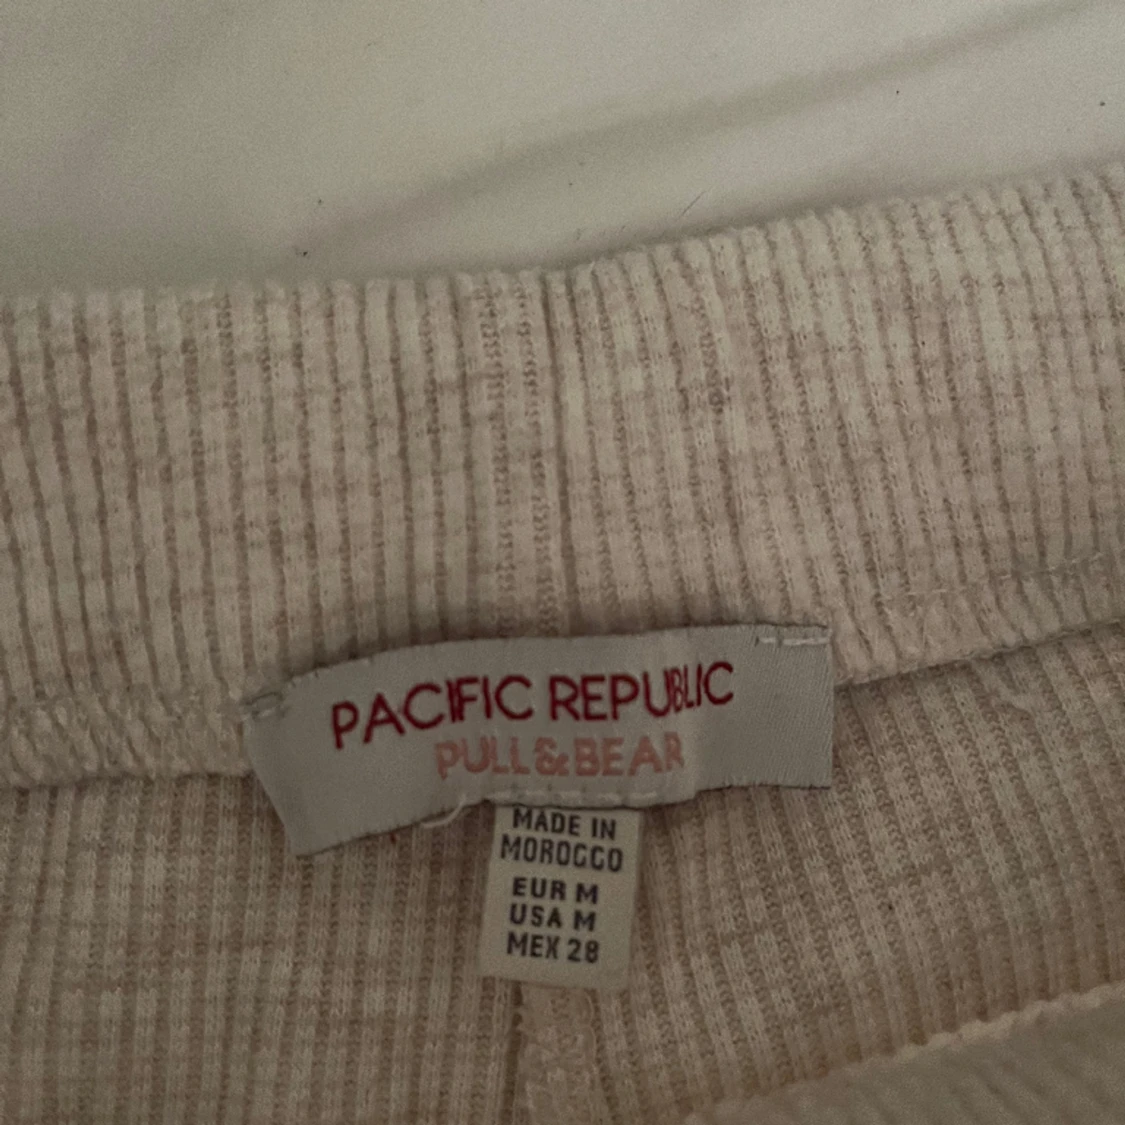 PACIFIC REPUBLIC
PULL&BEAR
MADE IN
MOROCCO
EUR M
USA M
MEX 28